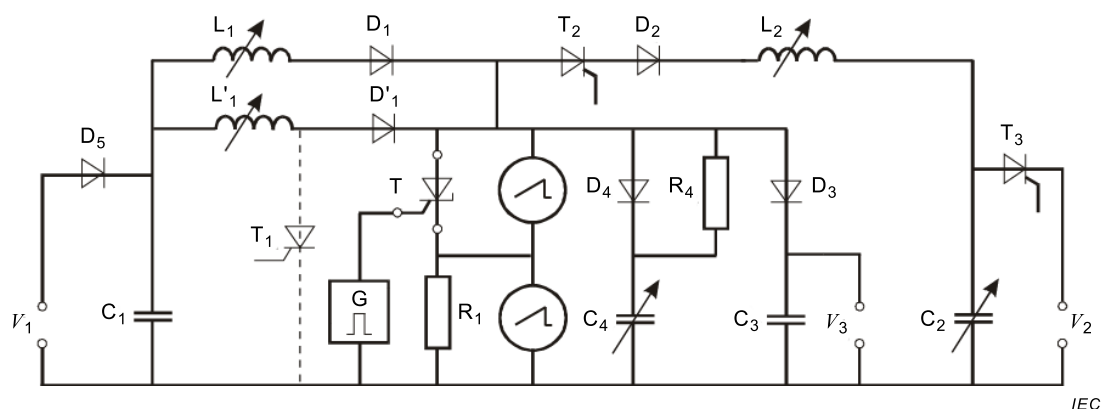 L1
D1
T2
D2
L2
L'1
D'1
D5
T3
T
D4
R4
D3
T1
G
V1
C1
R1
C4
C3
V3
C2
V2
IEC